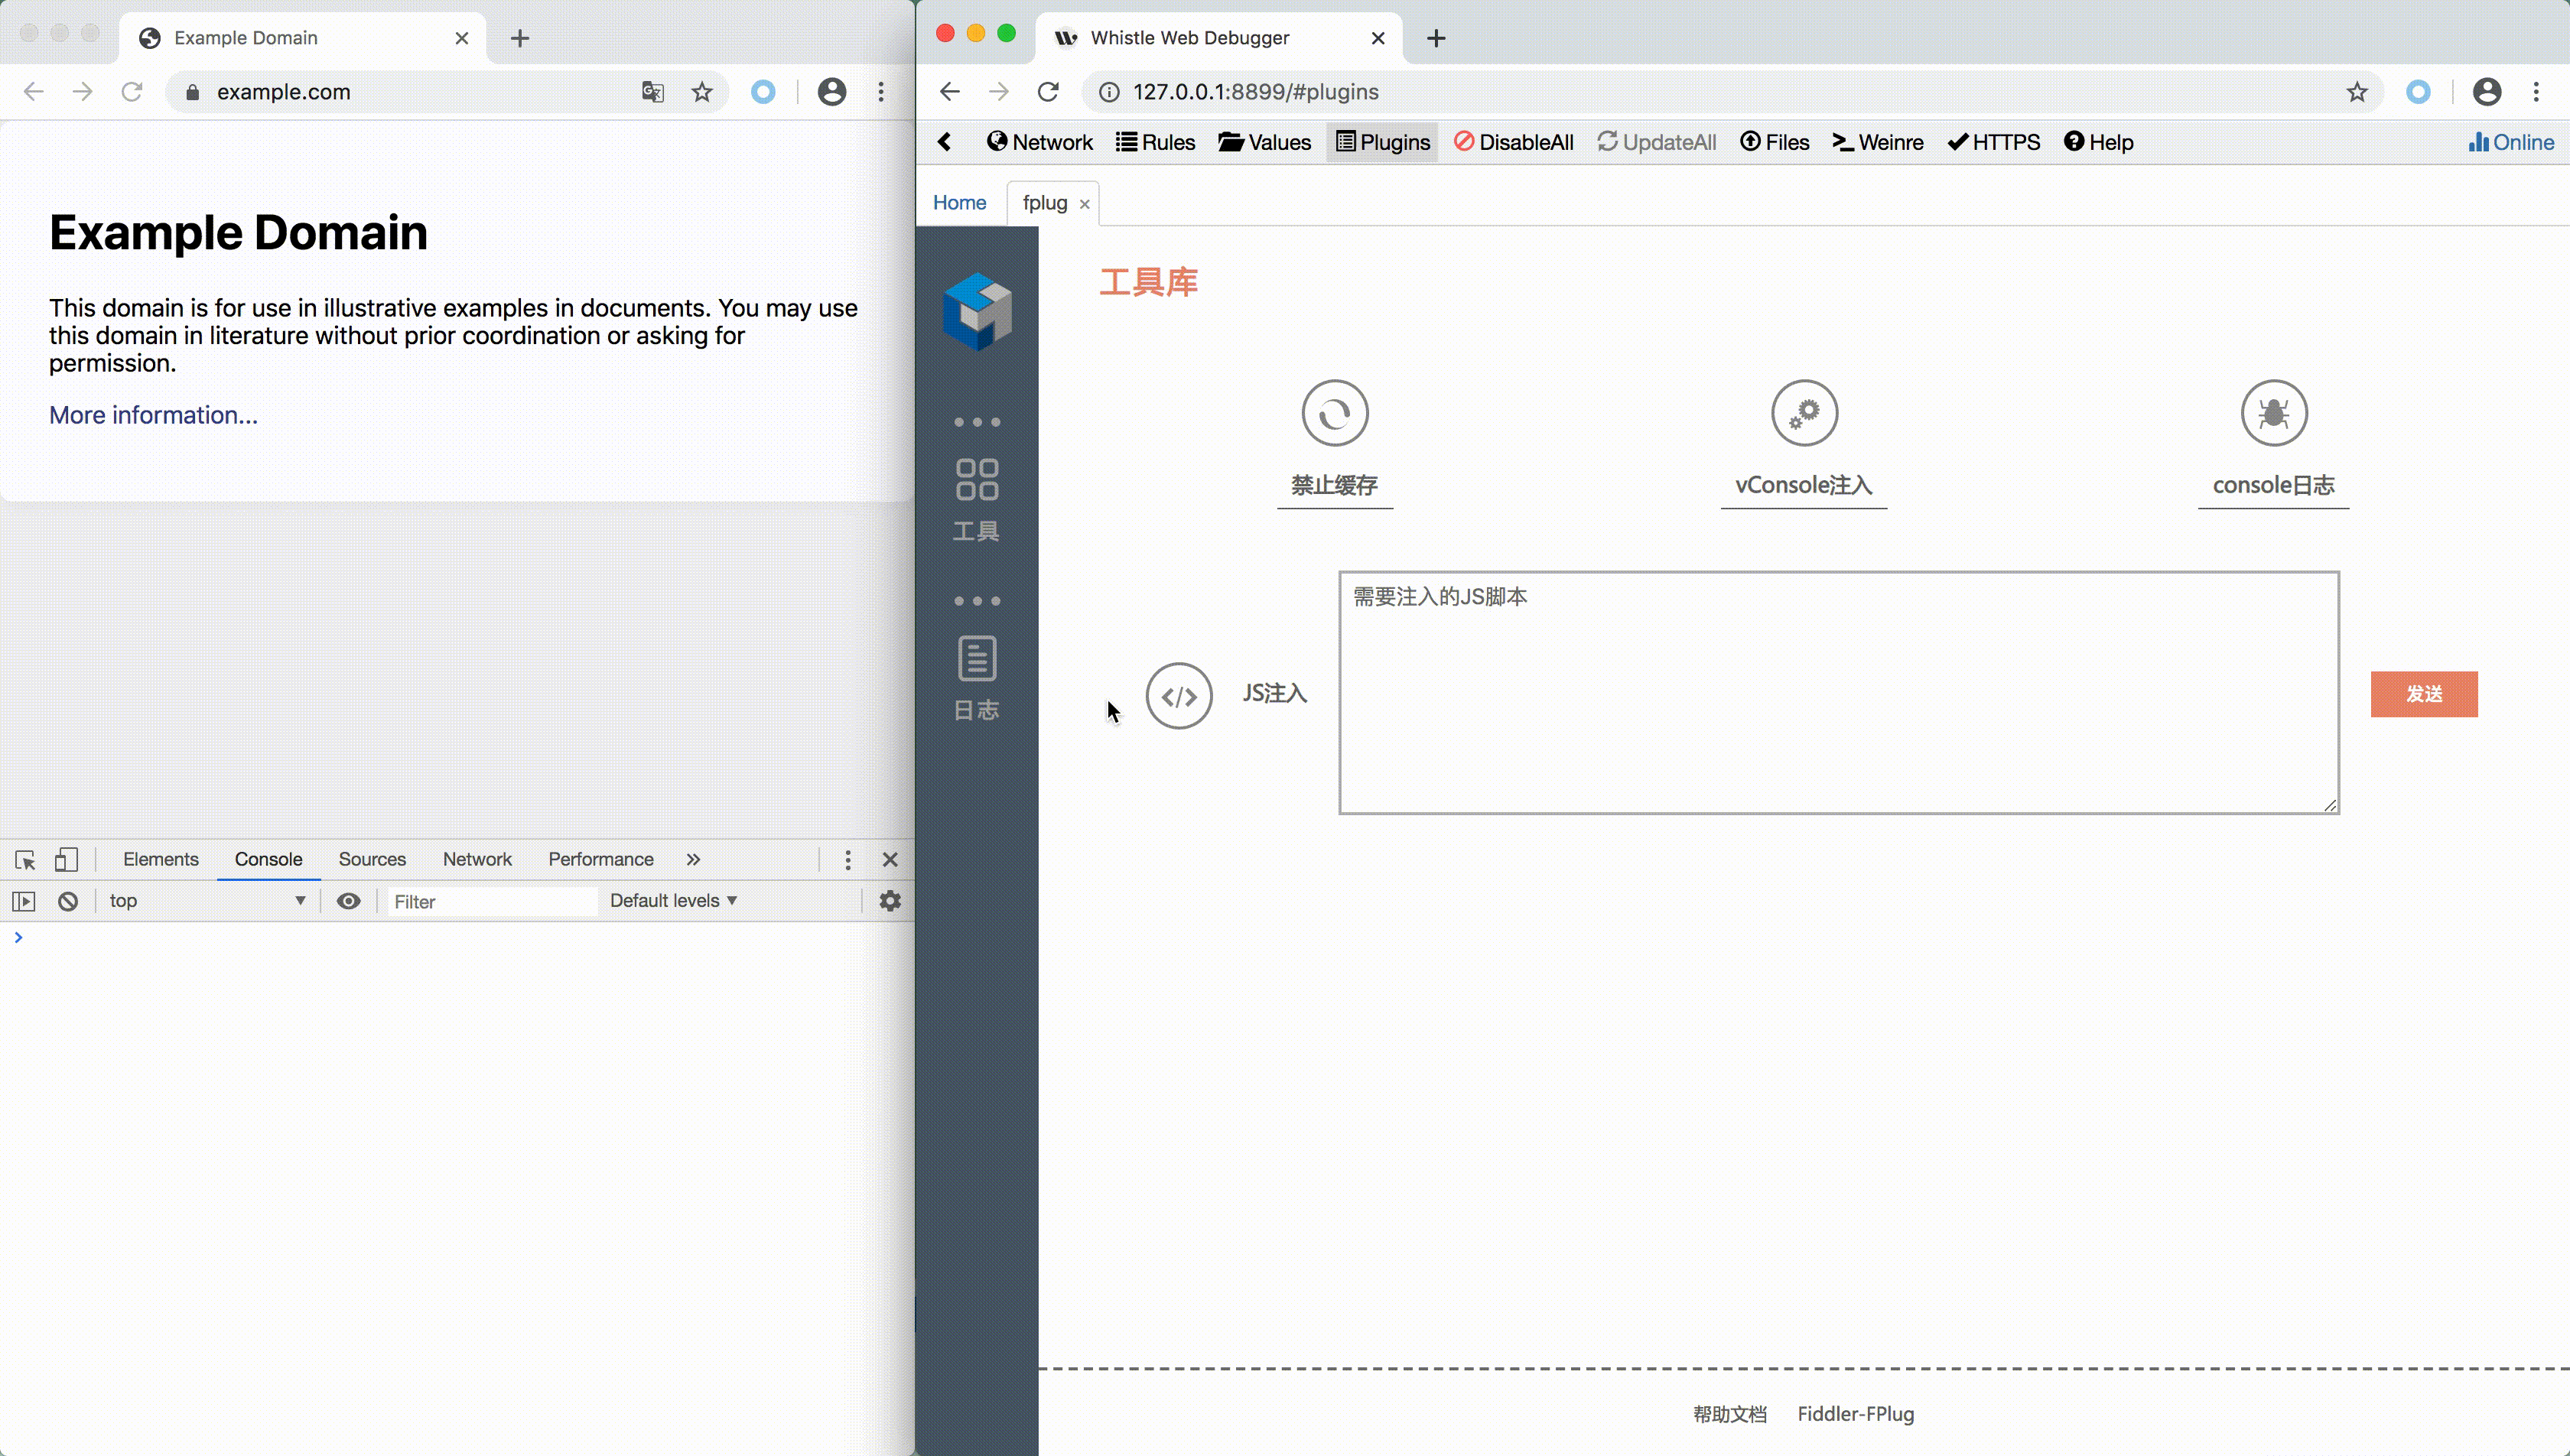 Example Domain
example.com
Example Domain
This domain is for use in illustrative examples in documents. You may use
this domain in literature without prior coordination or asking for
permission.
More information...
Elements Console Sources Network Performance
top Filter Default levels
Whistle Web Debugger
127.0.0.1:8899/#plugins
Network Rules Values Plugins DisableAll UpdateAll Files Weinre HTTPS Help Online
Home fplug
工具
日志
工具库
禁止缓存 vConsole注入 console日志
JS注入
需要注入的JS脚本
发送
帮助文档 Fiddler-FPlug